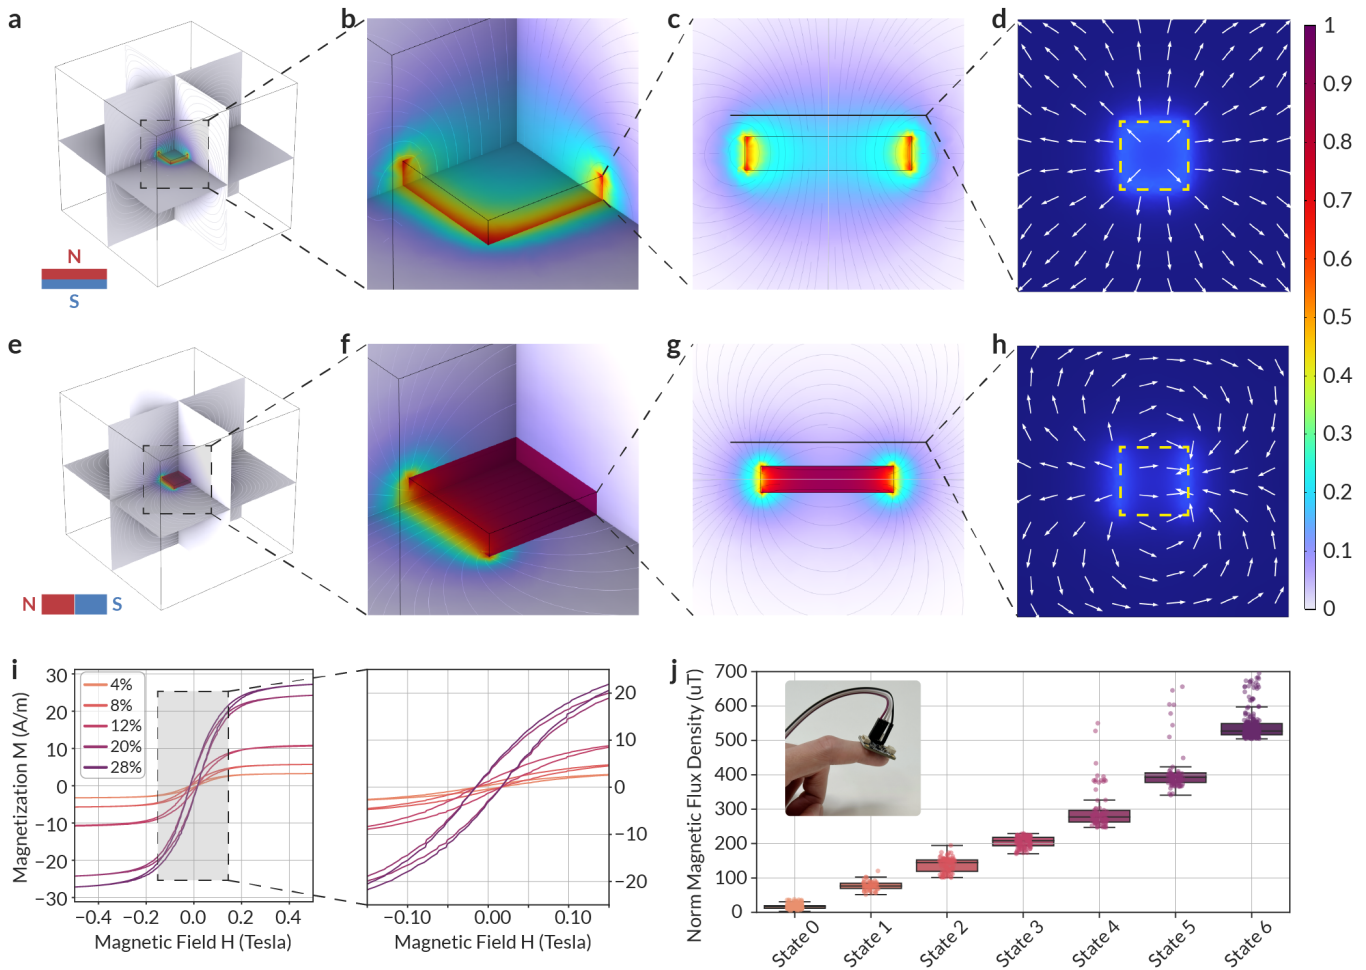 a
b
c
d
N
S
1
0.9
0.8
0.7
0.6
0.5
0.4
0.3
0.2
0.1
0
e
f
g
h
N S
i
Magnetization M (A/m)
30
20
10
0
−10
−20
−30
4%
8%
12%
20%
28%
−0.4 −0.2 0.0 0.2 0.4
Magnetic Field H (Tesla)
20
10
0
−10
−20
−0.10 0.00 0.10
Magnetic Field H (Tesla)
j
Norm Magnetic Flux Density (uT)
700
600
500
400
300
200
100
0
State 0 State 1 State 2 State 3 State 4 State 5 State 6